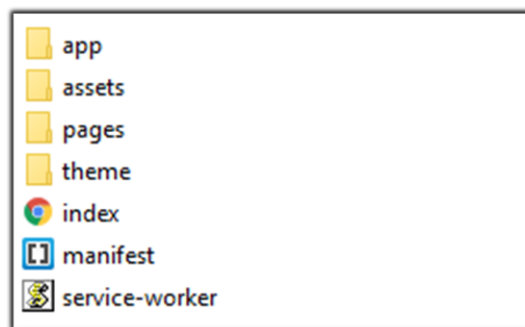 app
assets
pages
theme
index
manifest
service-worker